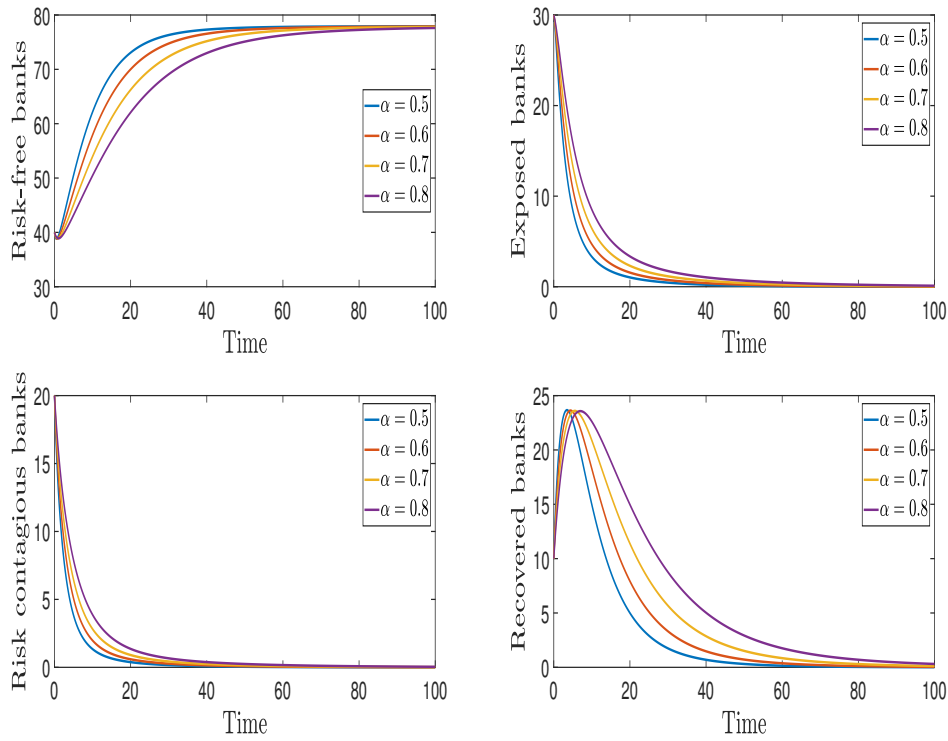 Risk-free banks
80
70
60
50
40
30
0
20
40
60
80
100
Time
α = 0.5
α = 0.6
α = 0.7
α = 0.8
Exposed banks
30
20
10
0
0
20
40
60
80
100
Time
α = 0.5
α = 0.6
α = 0.7
α = 0.8
Risk contagious banks
20
15
10
5
0
0
20
40
60
80
100
Time
α = 0.5
α = 0.6
α = 0.7
α = 0.8
Recovered banks
25
20
15
10
5
0
0
20
40
60
80
100
Time
α = 0.5
α = 0.6
α = 0.7
α = 0.8